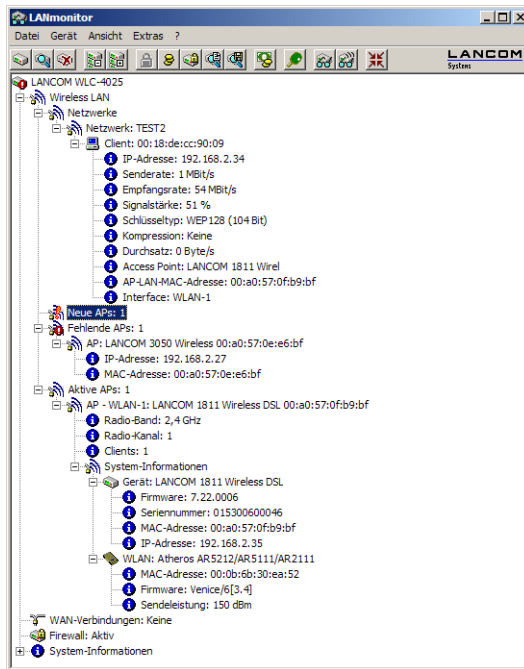 LANmonitor
Datei Gerät Ansicht Extras ?
LANCOM
Systems
LANCOM WLC-4025
Wireless LAN
Netzwerke
Netzwerk: TEST2
Client: 00:18:de:cc:90:09
IP-Adresse: 192.168.2.34
Senderate: 1 MBit/s
Empfangsrate: 54 MBit/s
Signalstärke: 51 %
Schlüsseltyp: WEP128 (104 Bit)
Kompression: Keine
Durchsatz: 0 Byte/s
Access Point: LANCOM 1811 Wirel
AP-LAN-MAC-Adresse: 00:a0:57:0f:b9:bf
Interface: WLAN-1
Neue APs: 1
Fehlende APs: 1
AP: LANCOM 3050 Wireless 00:a0:57:0e:e6:bf
IP-Adresse: 192.168.2.27
MAC-Adresse: 00:a0:57:0e:e6:bf
Aktive APs: 1
AP - WLAN-1: LANCOM 1811 Wireless DSL 00:a0:57:0f:b9:bf
Radio-Band: 2,4 GHz
Radio-Kanal: 1
Clients: 1
System-Informationen
Gerät: LANCOM 1811 Wireless DSL
Firmware: 7.22.0006
Seriennummer: 015300600046
MAC-Adresse: 00:a0:57:0f:b9:bf
IP-Adresse: 192.168.2.35
WLAN: Atheros AR5212/AR5111/AR2111
MAC-Adresse: 00:0b:6b:30:ea:52
Firmware: Venice/6[3.4]
Sendeleistung: 150 dBm
WAN-Verbindungen: Keine
Firewall: Aktiv
System-Informationen